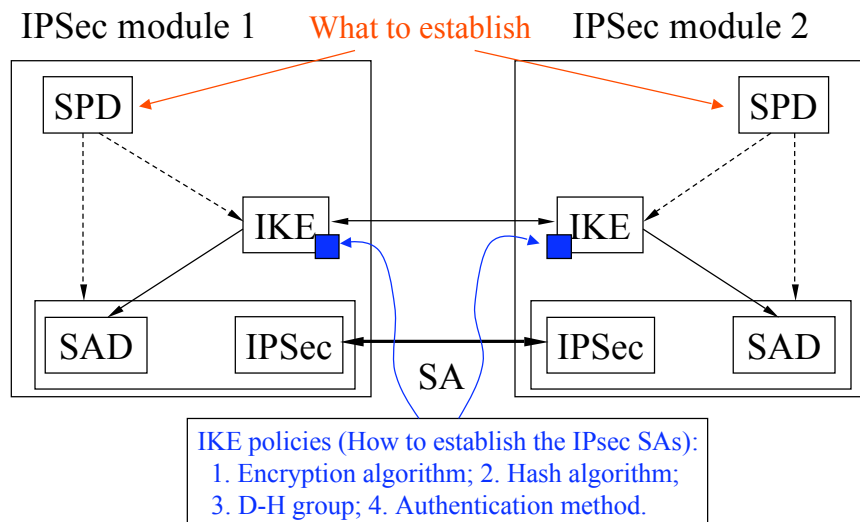 IPSec module 1
What to establish
IPSec module 2
SPD
SPD
IKE
IKE
SAD
IPSec
IPSec
SAD
SA
IKE policies (How to establish the IPsec SAs):
1. Encryption algorithm; 2. Hash algorithm;
3. D-H group; 4. Authentication method.